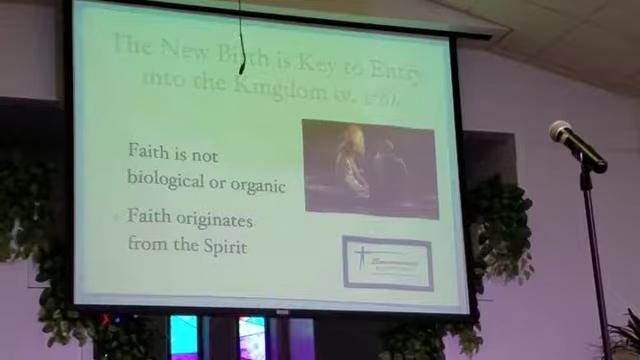 The New Birth is Key to Entry
into the Kingdom (v.
Faith is not
biological or organic
Faith originates
from the Spirit